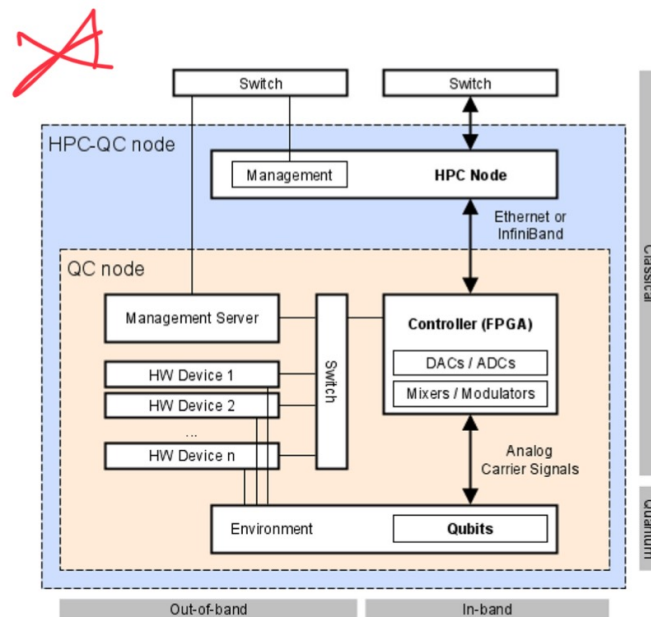 Switch
Switch
HPC-QC node
Management
HPC Node
Ethernet or
InfiniBand
QC node
Management Server
Controller (FPGA)
DACs / ADCs
Mixers / Modulators
Switch
HW Device 1
HW Device 2
...
HW Device n
Analog
Carrier Signals
Environment
Qubits
Classical
Quantum
Out-of-band
In-band